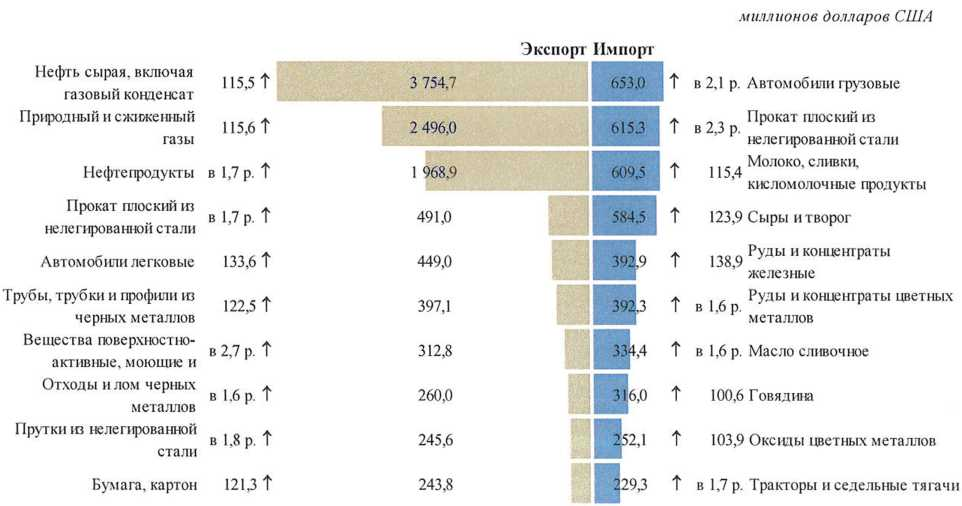 миллионов долларов США
Экспорт Импорт
Нефть сырая, включая
газовый конденсат
115,5 ↑ 3 754,7 653,0 ↑ в 2,1 р. Автомобили грузовые
Природный и сжиженный
газы
115,6 ↑ 2 496,0 615,3 ↑ в 2,3 р.
Прокат плоский из
нелегированной стали
Нефтепродукты в 1,7 р. ↑ 1 968,9 609,5 ↑ 115,4
Молоко, сливки,
кисломолочные продукты
Прокат плоский из
нелегированной стали
в 1,7 р. ↑ 491,0 584,5 ↑ 123,9 Сыры и творог
Автомобили легковые 133,6 ↑ 449,0 392,9 ↑ 138,9
Руды и концентраты
железные
Трубы, трубки и профили из
черных металлов
122,5 ↑ 397,1 392,3 ↑ в 1,6 р.
Руды и концентраты цветных
металлов
Вещества поверхностно-
активные, моющие и
в 2,7 р. ↑ 312,8 334,4 ↑ в 1,6 р. Масло сливочное
Отходы и лом черных
металлов
в 1,6 р. ↑ 260,0 316,0 ↑ 100,6 Говядина
Прутки из нелегированной
стали
в 1,8 р. ↑ 245,6 252,1 ↑ 103,9 Оксиды цветных металлов
Бумага, картон 121,3 ↑ 243,8 229,3 ↑ в 1,7 р. Тракторы и седельные тягачи